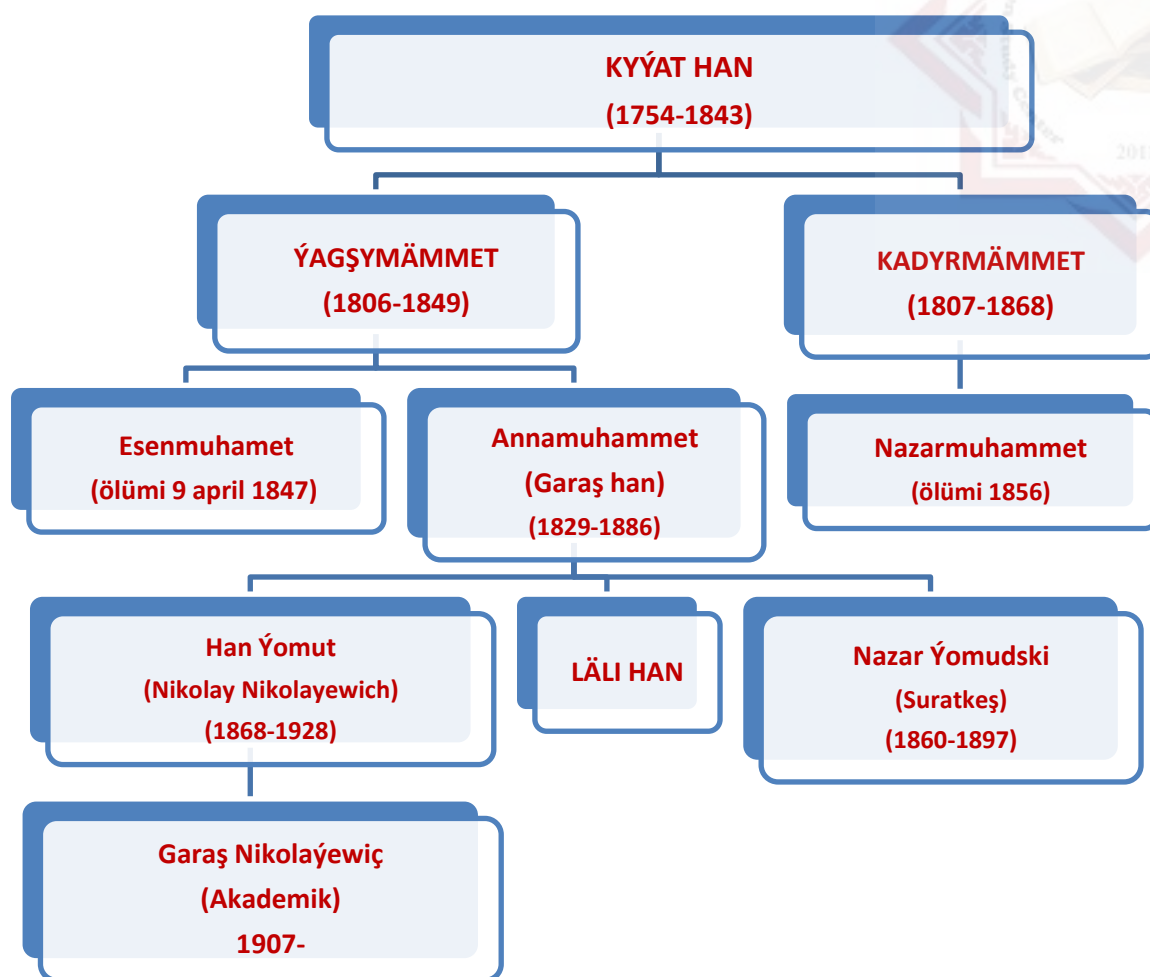 KYÝAT HAN
(1754-1843)
ÝAGŞYMÄMMET
(1806-1849)
KADYRMÄMMET
(1807-1868)
Esenmuhamet
(ölümi 9 april 1847)
Annamuhammet
(Garaş han)
(1829-1886)
Nazarmuhammet
(ölümi 1856)
Han Ýomut
(Nikolay Nikolayewich)
(1868-1928)
LÄLI HAN
Nazar Ýomudski
(Suratkeş)
(1860-1897)
Garaş Nikolaýewiç
(Akademik)
1907-